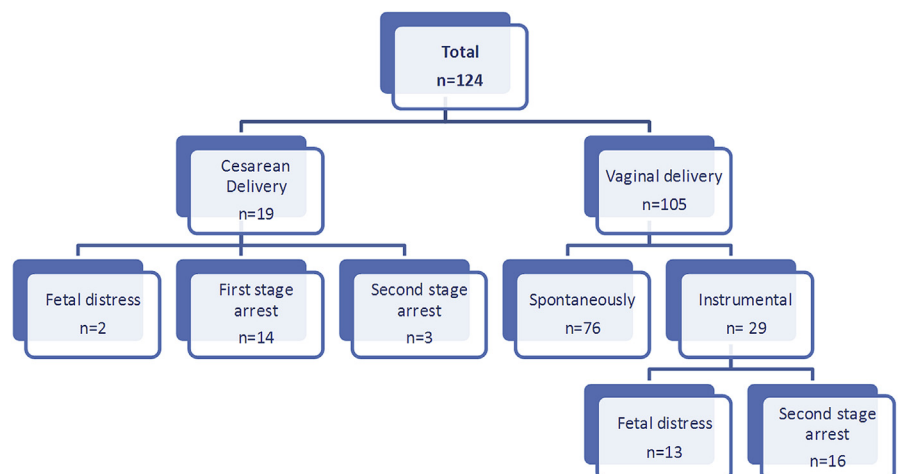 Total
n=124
Cesarean
Delivery
n=19
Vaginal delivery
n=105
Fetal distress
n=2
First stage
arrest
n=14
Second stage
arrest
n=3
Spontaneously
n=76
Instrumental
n= 29
Fetal distress
n=13
Second stage
arrest
n=16